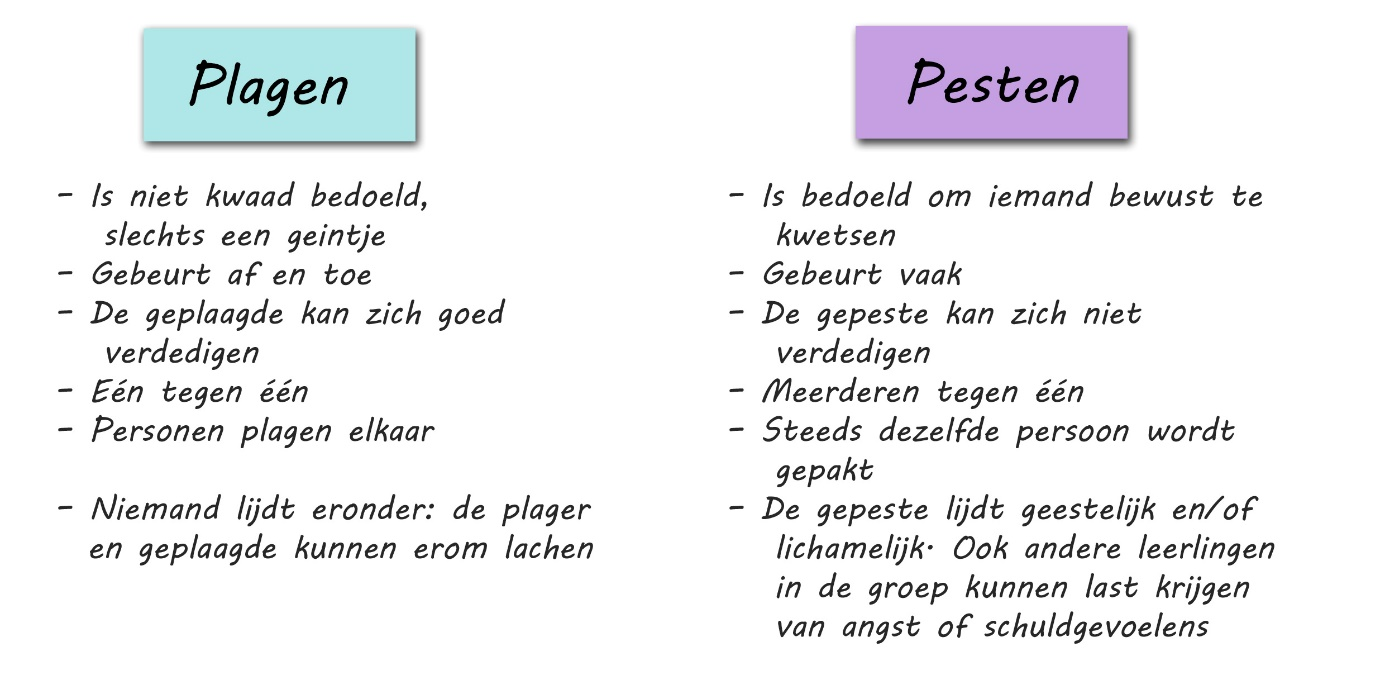 Plagen
- Is niet kwaad bedoeld,
slechts een geintje
- Gebeurt af en toe
- De geplaagde kan zich goed
verdedigen
- Eén tegen één
- Personen plagen elkaar
- Niemand lijdt eronder: de plager
en geplaagde kunnen erom lachen
Pesten
- Is bedoeld om iemand bewust te
kwetsen
- Gebeurt vaak
- De gepeste kan zich niet
verdedigen
- Meerderen tegen één
- Steeds dezelfde persoon wordt
gepakt
- De gepeste lijdt geestelijk en/of
lichamelijk. Ook andere leerlingen
in de groep kunnen last krijgen
van angst of schuldgevoelens